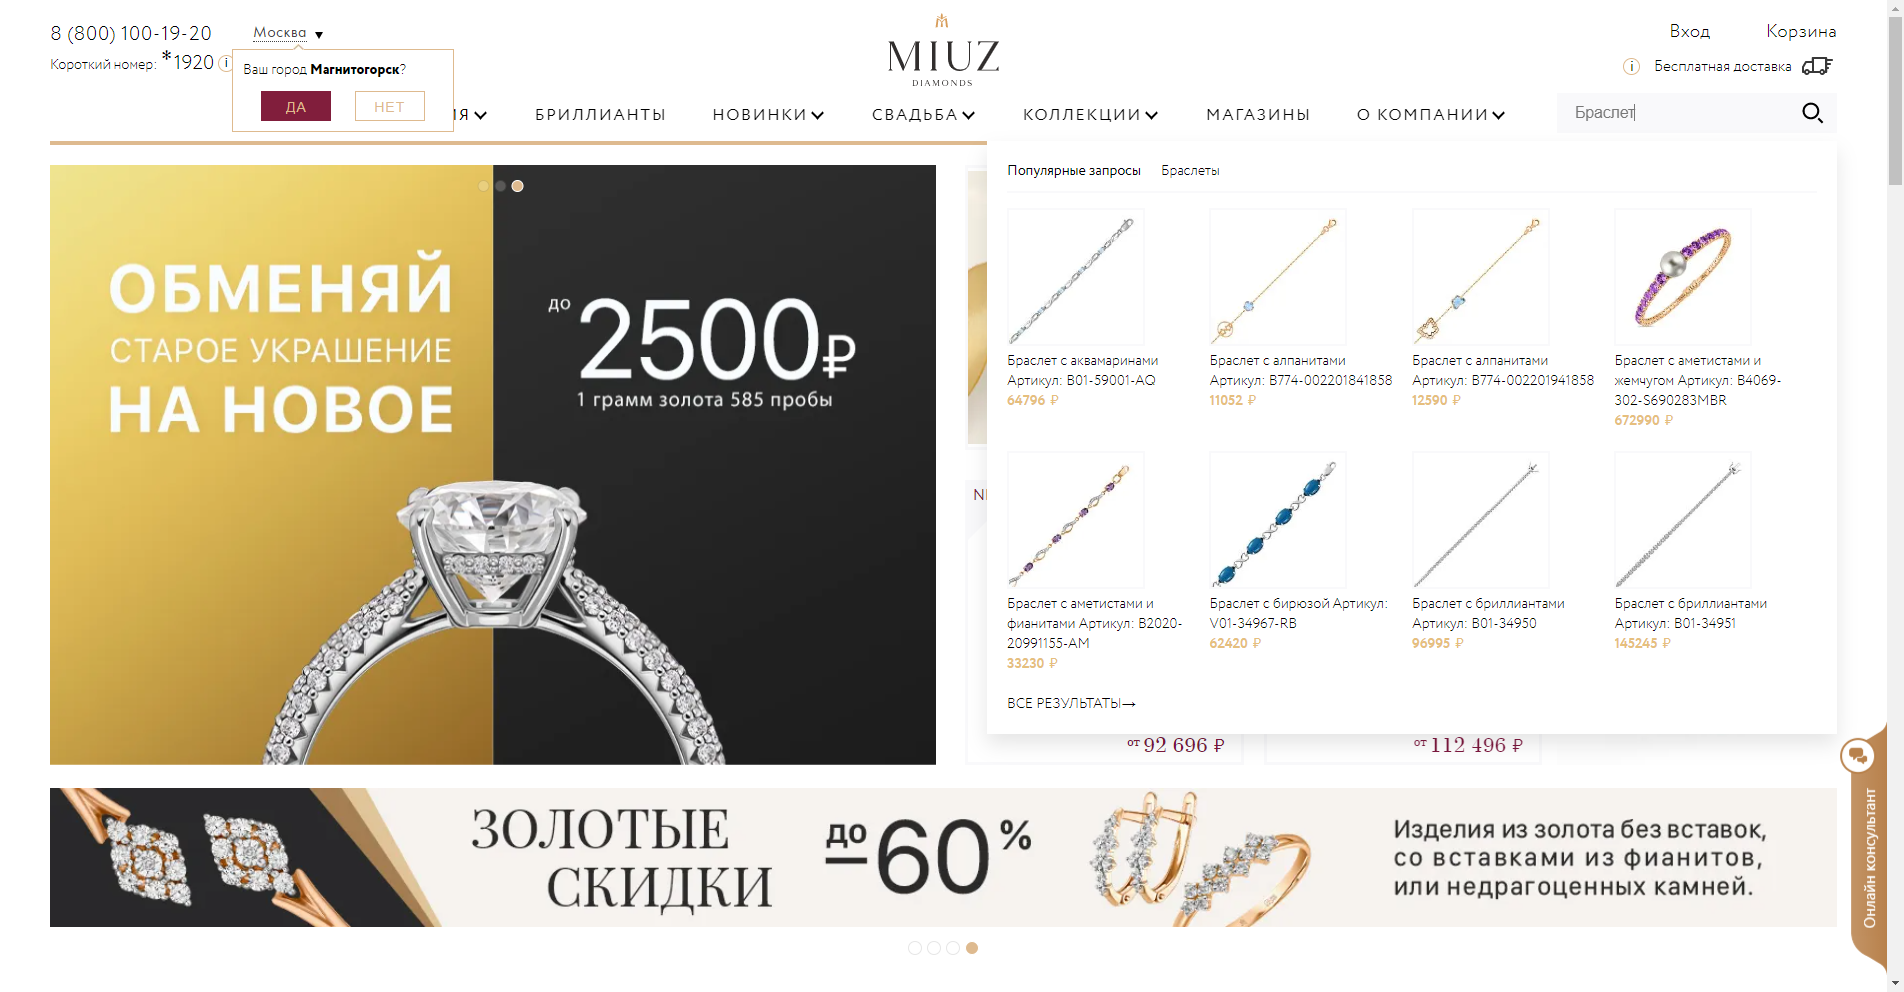 8 (800) 100-19-20
Москва ▼
Короткий номер: *1920 i
Ваш город Магнитогорск?
ДА
НЕТ
MIUZ
DIAMONDS
Вход
Корзина
i Бесплатная доставка
БРИЛЛИАНТЫ
НОВИНКИ
СВАДЬБА
КОЛЛЕКЦИИ
МАГАЗИНЫ
О КОМПАНИИ
Браслет
ОБМЕНЯЙ
СТАРОЕ УКРАШЕНИЕ
НА НОВОЕ
до 2500₽
1 грамм золота 585 пробы
Популярные запросы
Браслеты
Браслет с аквамаринами
Артикул: B01-59001-AQ
64796 ₽
Браслет с алпанитами
Артикул: B774-002201841858
11052 ₽
Браслет с алпанитами
Артикул: B774-002201941858
12590 ₽
Браслет с аметистами и
жемчугом Артикул: B4069-
302-S690283MBR
672990 ₽
Браслет с аметистами и
фианитами Артикул: B2020-
20991155-AM
33230 ₽
Браслет с бирюзой Артикул:
V01-34967-RB
62420 ₽
Браслет с бриллиантами
Артикул: B01-34950
96995 ₽
Браслет с бриллиантами
Артикул: B01-34951
145245 ₽
ВСЕ РЕЗУЛЬТАТЫ→
от 92 696 ₽
от 112 496 ₽
ЗОЛОТЫЕ
СКИДКИ
до –60%
Изделия из золота без вставок,
со вставками из фианитов,
или недрагоценных камней.
Онлайн консультант